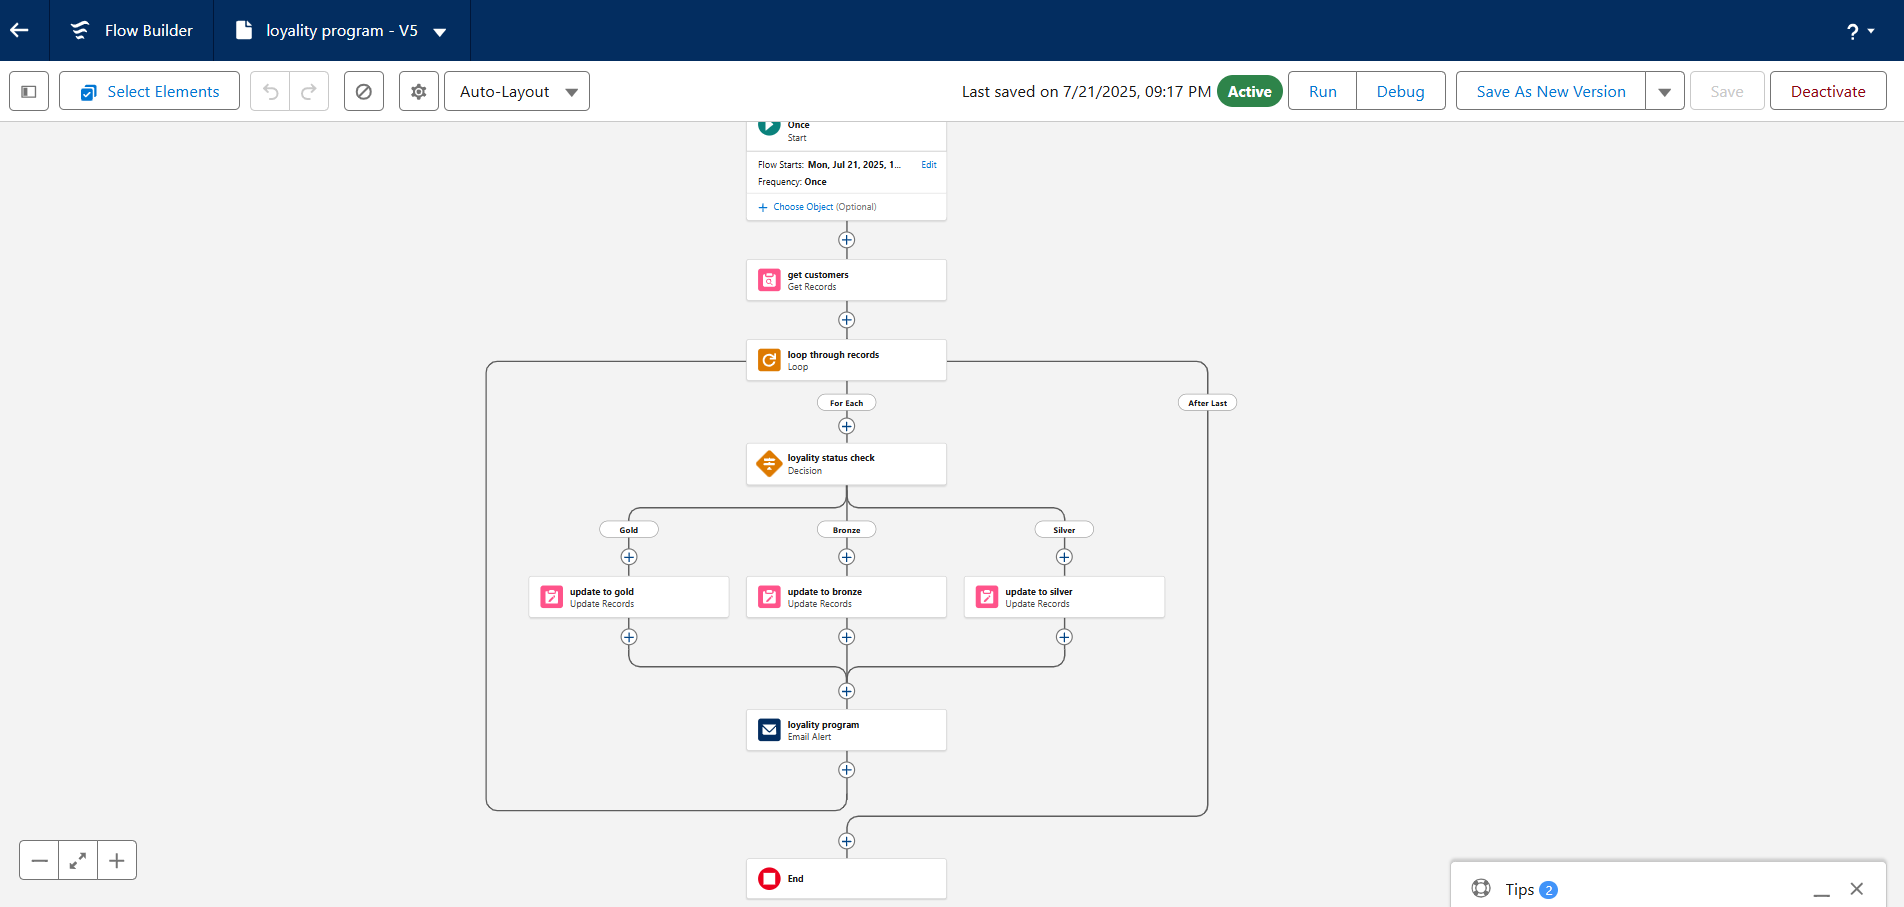 Flow Builder
loyality program - V5
?
Select Elements
Auto-Layout
Last saved on 7/21/2025, 09:17 PM
Active
Run
Debug
Save As New Version
Save
Deactivate
Once
Start
Flow Starts: Mon, Jul 21, 2025, 1...
Edit
Frequency: Once
Choose Object (Optional)
get customers
Get Records
loop through records
Loop
For Each
After Last
loyality status check
Decision
Gold
Bronze
Silver
update to gold
Update Records
update to bronze
Update Records
update to silver
Update Records
loyality program
Email Alert
End
Tips 2